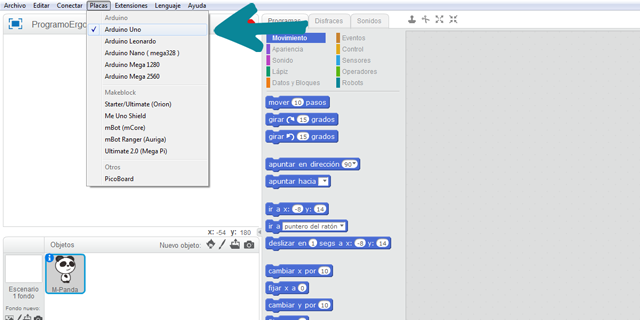 Archivo Editar Conectar Placas Extensiones Lenguaje Ayuda
ProgramoErgo
Arduino
Arduino Uno
Arduino Leonardo
Arduino Nano ( mega328 )
Arduino Mega 1280
Arduino Mega 2560
Makeblock
Starter/Ultimate (Orion)
Me Uno Shield
mBot (mCore)
mBot Ranger (Auriga)
Ultimate 2.0 (Mega Pi)
Otros
PicoBoard
x: -54 y: 180
Objetos Nuevo objeto:
Escenario
1 fondo
Fondo nuevo:
M-Panda
Programas Disfraces Sonidos
Movimiento Eventos
Apariencia Control
Sonido Sensores
Lápiz Operadores
Datos y Bloques Robots
mover 10 pasos
girar 15 grados
girar 15 grados
apuntar en dirección 90
apuntar hacia
ir a x: -8 y: 14
ir a puntero del ratón
deslizar en 1 segs a x: -8 y: 14
cambiar x por 10
fijar x a 0
cambiar y por 10